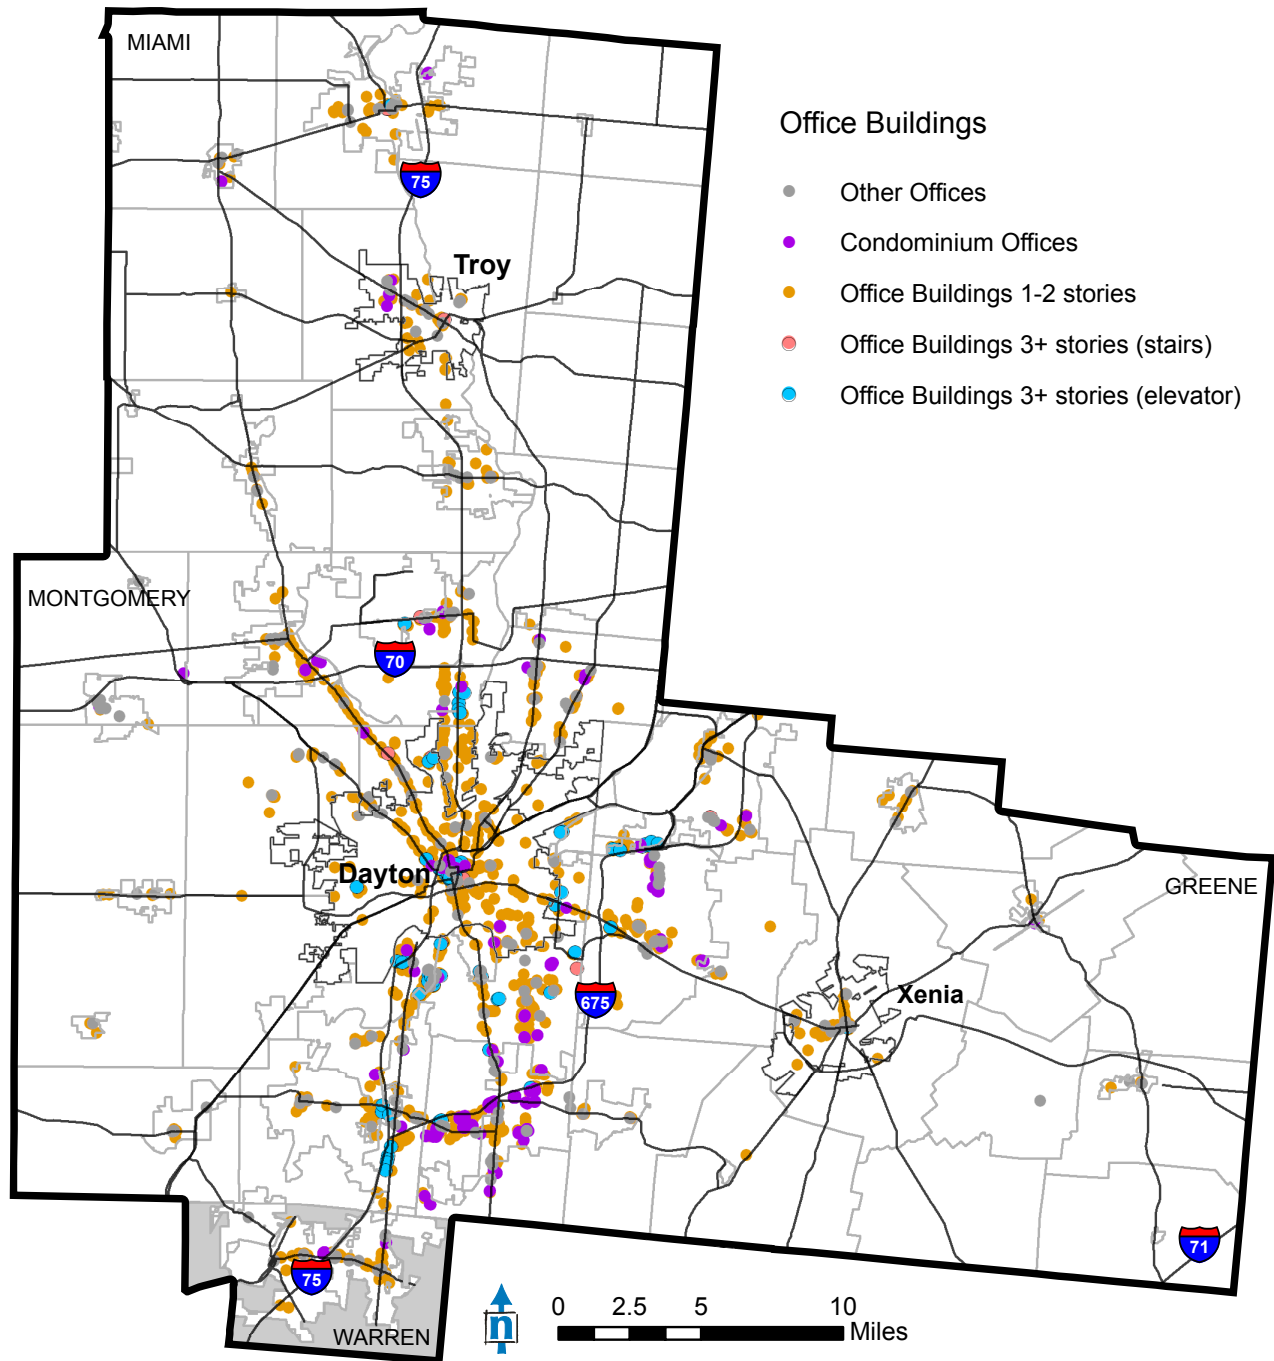 MIAMI
Office Buildings
Other Offices
Condominium Offices
Office Buildings 1-2 stories
Office Buildings 3+ stories (stairs)
Office Buildings 3+ stories (elevator)
75
Troy
MONTGOMERY
70
Dayton
GREENE
675
Xenia
71
75
WARREN
n
0 2.5 5 10
Miles